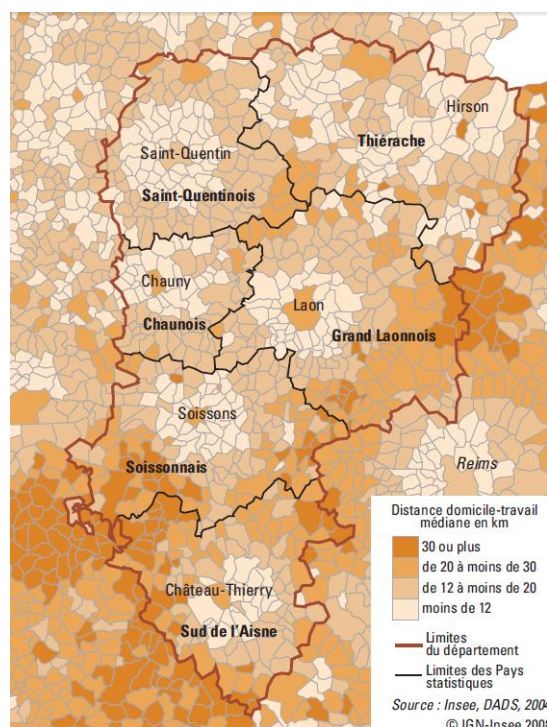 Hirson
Thiérache
Saint-Quentin
Saint-Quentinois
Chauny
Chaunois
Laon
Grand Laonnois
Soissons
Soissonnais
Reims
Château-Thierry
Sud de l'Aisne
Distance domicile-travail
médiane en km
30 ou plus
de 20 à moins de 30
de 12 à moins de 20
moins de 12
Limites
du département
Limites des Pays
statistiques
Source : Insee, DADS, 2004
© IGN-Insee